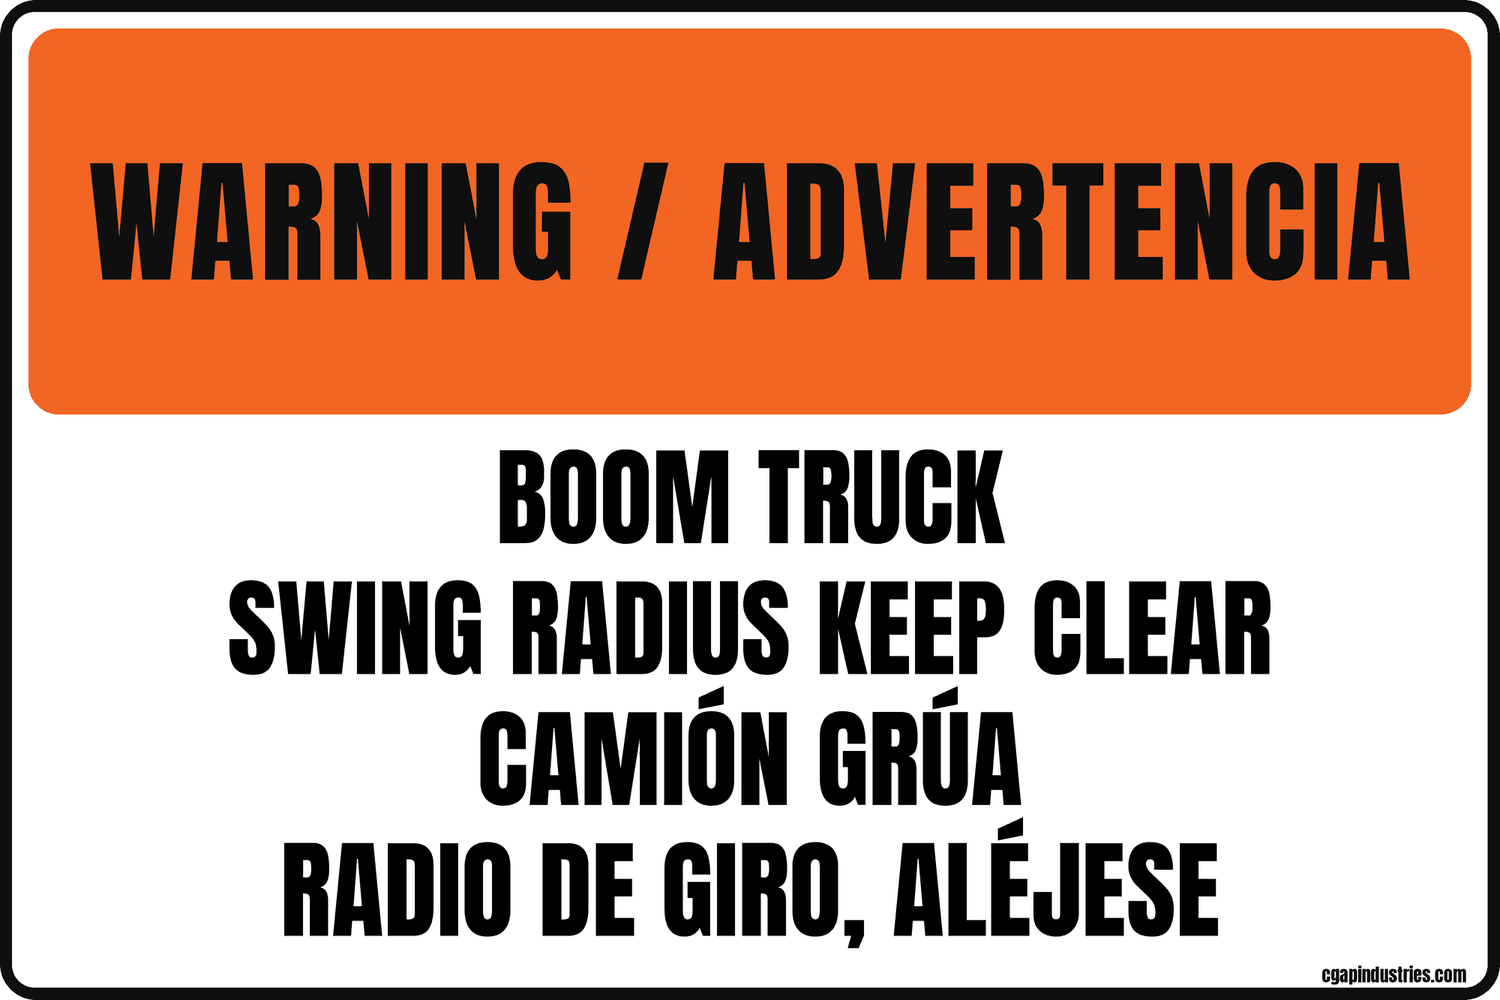 WARNING / ADVERTENCIA
BOOM TRUCK
SWING RADIUS KEEP CLEAR
CAMIÓN GRÚA
RADIO DE GIRO, ALÉJESE
cgapindustries.com